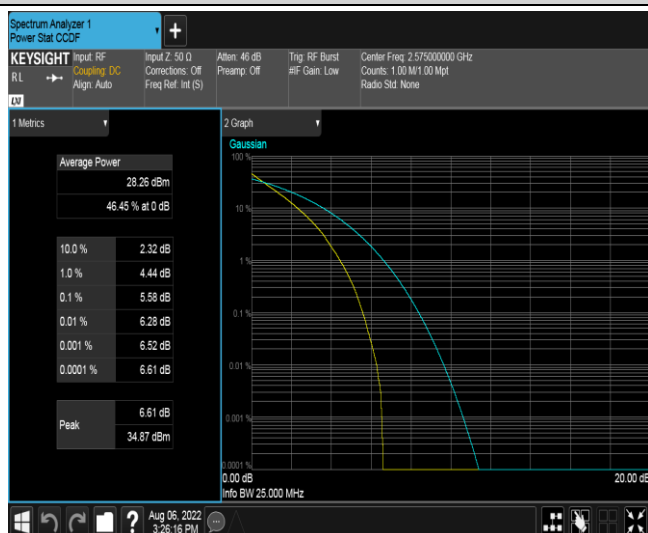 Spectrum Analyzer 1
Power Stat CCDF
KEYSIGHT
RL
LXI
Input: RF
Coupling: DC
Align: Auto
Input Z: 50 Ω
Corrections: Off
Freq Ref: Int (S)
Atten: 46 dB
Preamp: Off
Trig: RF Burst
#IF Gain: Low
Center Freq: 2.575000000 GHz
Counts: 1.00 M/1.00 Mpt
Radio Std: None
1 Metrics
Average Power
28.26 dBm
46.45 % at 0 dB
10.0 % 2.32 dB
1.0 % 4.44 dB
0.1 % 5.58 dB
0.01 % 6.28 dB
0.001 % 6.52 dB
0.0001 % 6.61 dB
Peak
6.61 dB
34.87 dBm
2 Graph
Gaussian
100 %
10 %
1 %
0.1 %
0.01 %
0.001 %
0.0001 %
0.00 dB 20.00 dB
Info BW 25.000 MHz
?
Aug 06, 2022
3:26:16 PM